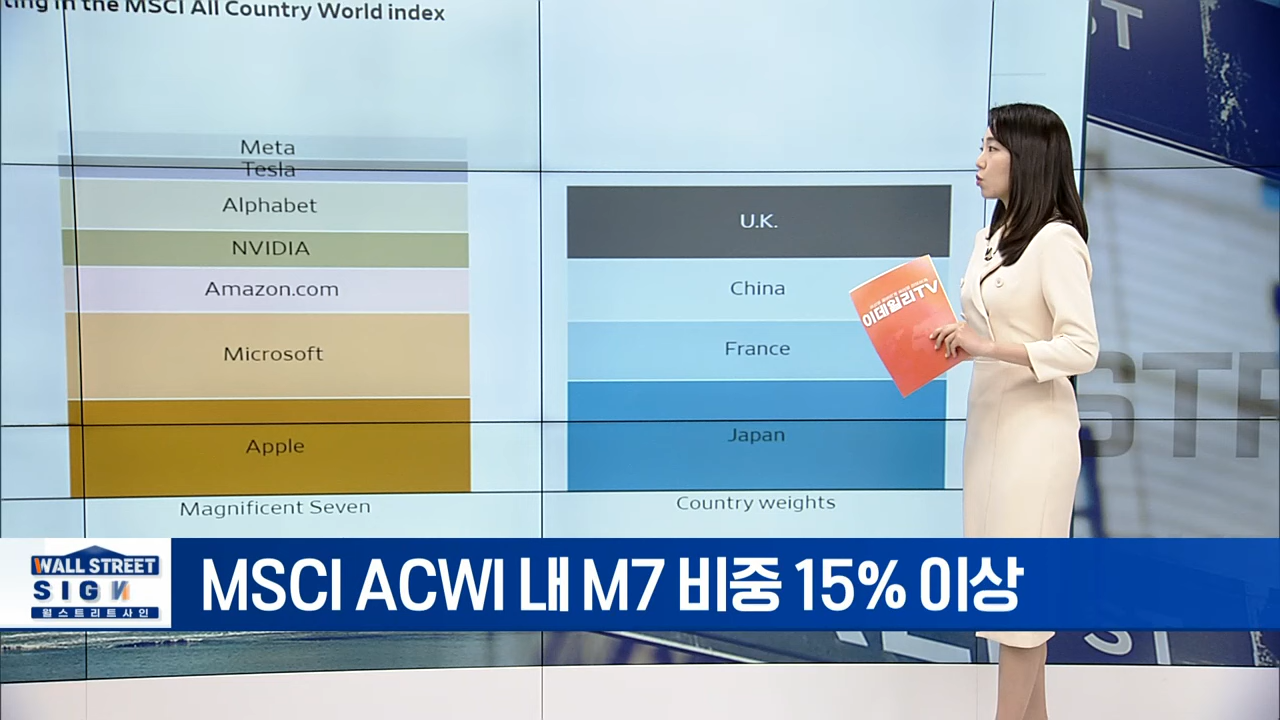 ting in the MSCI All Country World index
Meta
Tesla
Alphabet
NVIDIA
Amazon.com
Microsoft
Apple
Magnificent Seven
U.K.
China
France
Japan
Country weights
이데일리TV
ST
STR
WALL STREET
SIGN
월스트리트사인
MSCI ACWI 내 M7 비중 15% 이상